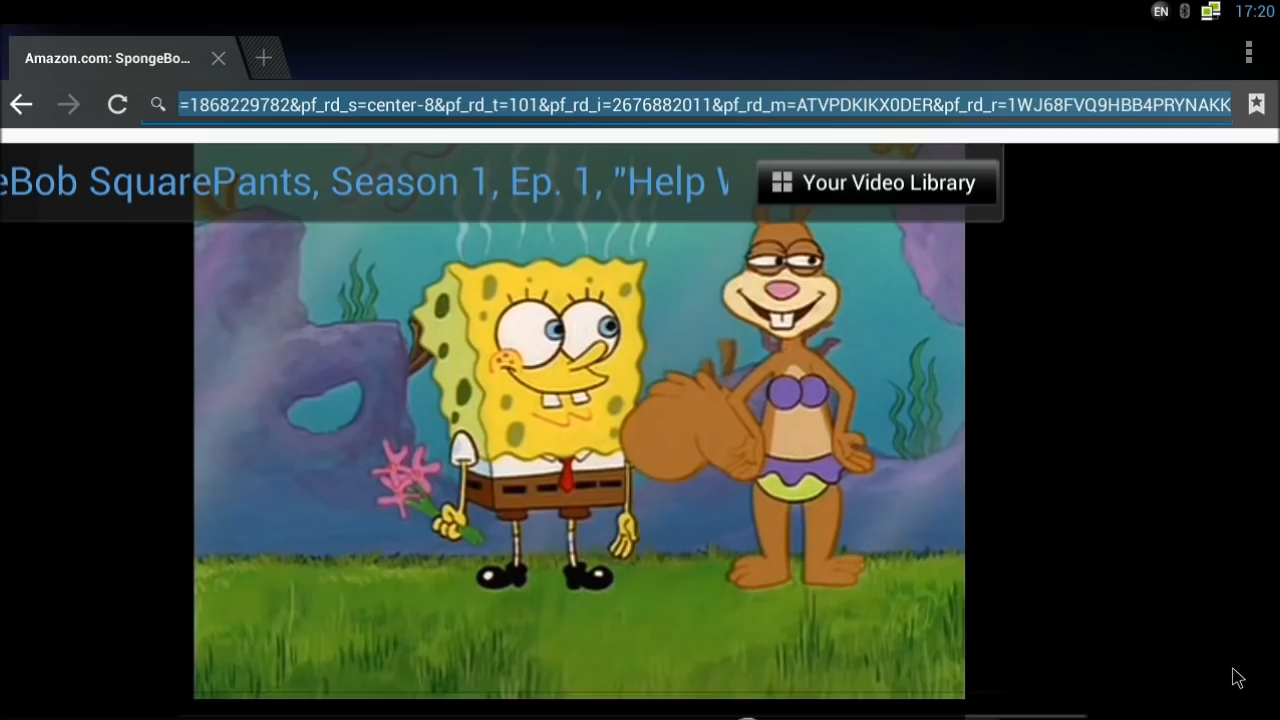 EN 17:20
Amazon.com: SpongeBo...
=1868229782&pf_rd_s=center-8&pf_rd_t=101&pf_rd_i=2676882011&pf_rd_m=ATVPDKIKX0DER&pf_rd_r=1WJ68FVQ9HBB4PRYNAKK
eBob SquarePants, Season 1, Ep. 1, "Help Your Video Library